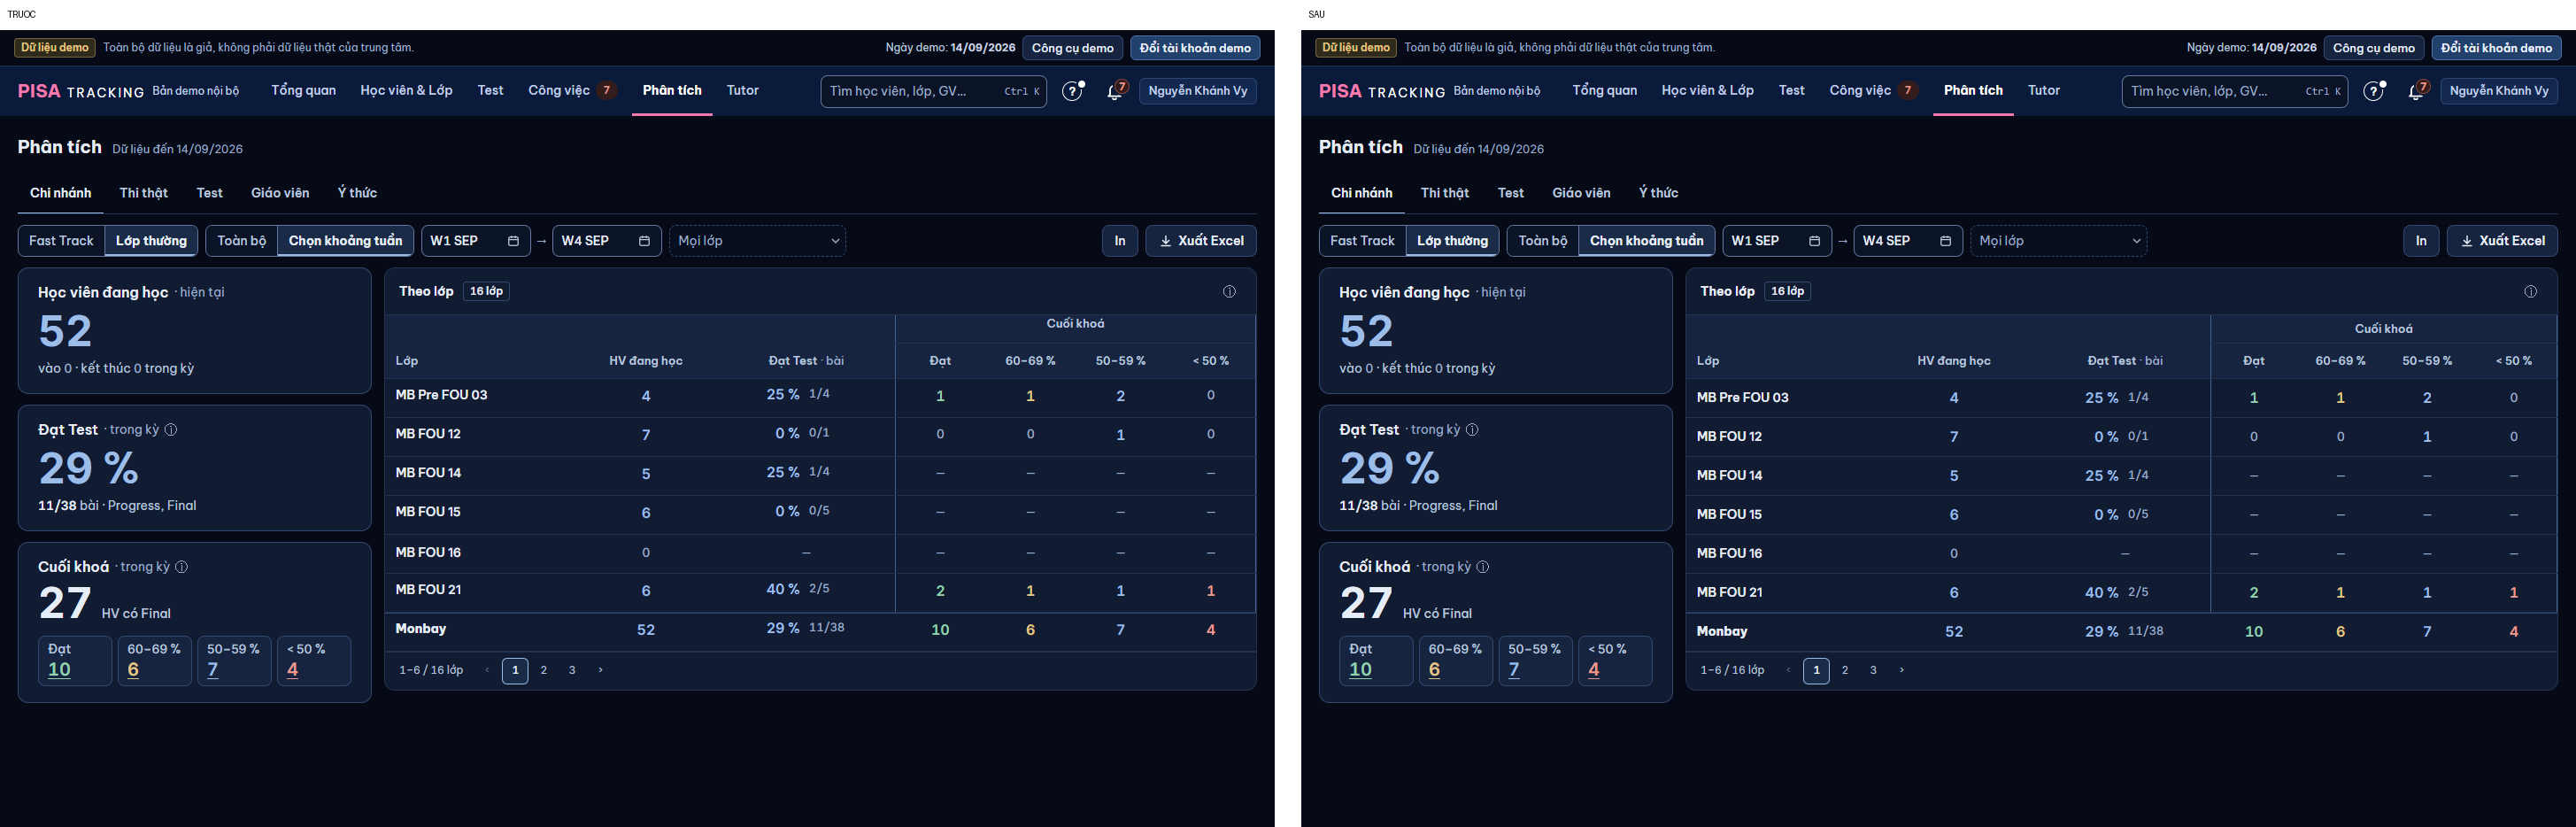 TRUOC
Dữ liệu demo Toàn bộ dữ liệu là giả, không phải dữ liệu thật của trung tâm. Ngày demo: 14/09/2026 Công cụ demo Đổi tài khoản demo
PISA TRACKING Bản demo nội bộ Tổng quan Học viên & Lớp Test Công việc 7 Phân tích Tutor Tìm học viên, lớp, GV... Ctrl K ? 7 Nguyễn Khánh Vy
Phân tích Dữ liệu đến 14/09/2026
Chi nhánh Thi thật Test Giáo viên Ý thức
Fast Track Lớp thường Toàn bộ Chọn khoảng tuần W1 SEP → W4 SEP Mọi lớp In Xuất Excel
Học viên đang học · hiện tại
52
vào 0 · kết thúc 0 trong kỳ
Đạt Test · trong kỳ
29 %
11/38 bài · Progress, Final
Cuối khoá · trong kỳ
27 HV có Final
Đạt 60–69 % 50–59 % < 50 %
10 6 7 4
Theo lớp 16 lớp
Cuối khoá
Lớp HV đang học Đạt Test · bài Đạt 60–69 % 50–59 % < 50 %
MB Pre FOU 03 4 25 % 1/4 1 1 2 0
MB FOU 12 7 0 % 0/1 0 0 1 0
MB FOU 14 5 25 % 1/4 – – – –
MB FOU 15 6 0 % 0/5 – – – –
MB FOU 16 0 – – – – –
MB FOU 21 6 40 % 2/5 2 1 1 1
Monbay 52 29 % 11/38 10 6 7 4
1–6 / 16 lớp ‹ 1 2 3 ›
SAU
Dữ liệu demo Toàn bộ dữ liệu là giả, không phải dữ liệu thật của trung tâm. Ngày demo: 14/09/2026 Công cụ demo Đổi tài khoản demo
PISA TRACKING Bản demo nội bộ Tổng quan Học viên & Lớp Test Công việc 7 Phân tích Tutor Tìm học viên, lớp, GV... Ctrl K ? 7 Nguyễn Khánh Vy
Phân tích Dữ liệu đến 14/09/2026
Chi nhánh Thi thật Test Giáo viên Ý thức
Fast Track Lớp thường Toàn bộ Chọn khoảng tuần W1 SEP → W4 SEP Mọi lớp In Xuất Excel
Học viên đang học · hiện tại
52
vào 0 · kết thúc 0 trong kỳ
Đạt Test · trong kỳ
29 %
11/38 bài · Progress, Final
Cuối khoá · trong kỳ
27 HV có Final
Đạt 60–69 % 50–59 % < 50 %
10 6 7 4
Theo lớp 16 lớp
Cuối khoá
Lớp HV đang học Đạt Test · bài Đạt 60–69 % 50–59 % < 50 %
MB Pre FOU 03 4 25 % 1/4 1 1 2 0
MB FOU 12 7 0 % 0/1 0 0 1 0
MB FOU 14 5 25 % 1/4 – – – –
MB FOU 15 6 0 % 0/5 – – – –
MB FOU 16 0 – – – – –
MB FOU 21 6 40 % 2/5 2 1 1 1
Monbay 52 29 % 11/38 10 6 7 4
1–6 / 16 lớp ‹ 1 2 3 ›